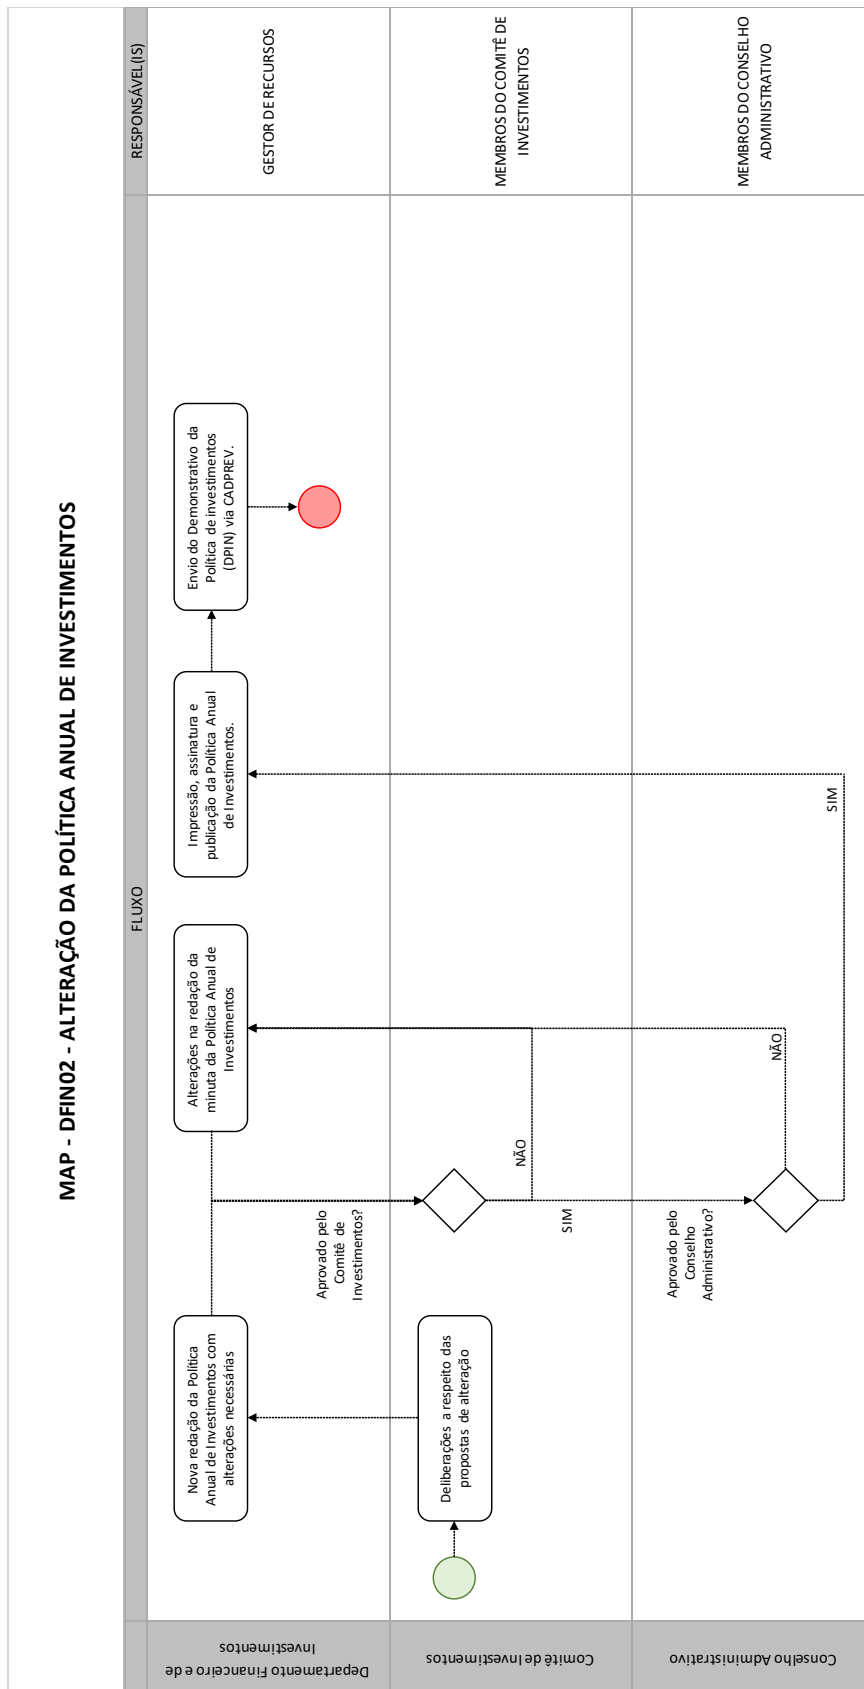 MAP - DFIN02 - ALTERAÇÃO DA POLÍTICA ANUAL DE INVESTIMENTOS
FLUXO
RESPONSÁVEL(IS)
Departamento Financeiro e de
Investimentos
Nova redação da Política
Anual de Investimentos com
alterações necessárias
Alterações na redação da
minuta da Política Anual de
Investimentos
Impressão, assinatura e
publicação da Política Anual
de Investimentos.
Envio do Demonstrativo da
Política de investimentos
(DPIN) via CADPREV.
GESTOR DE RECURSOS
Aprovado pelo
Comitê de
Investimentos?
Comitê de Investimentos
Deliberações a respeito das
propostas de alteração
NÃO
SIM
MEMBROS DO COMITÊ DE
INVESTIMENTOS
Conselho Administrativo
Aprovado pelo
Conselho
Administrativo?
NÃO
SIM
MEMBROS DO CONSELHO
ADMINISTRATIVO